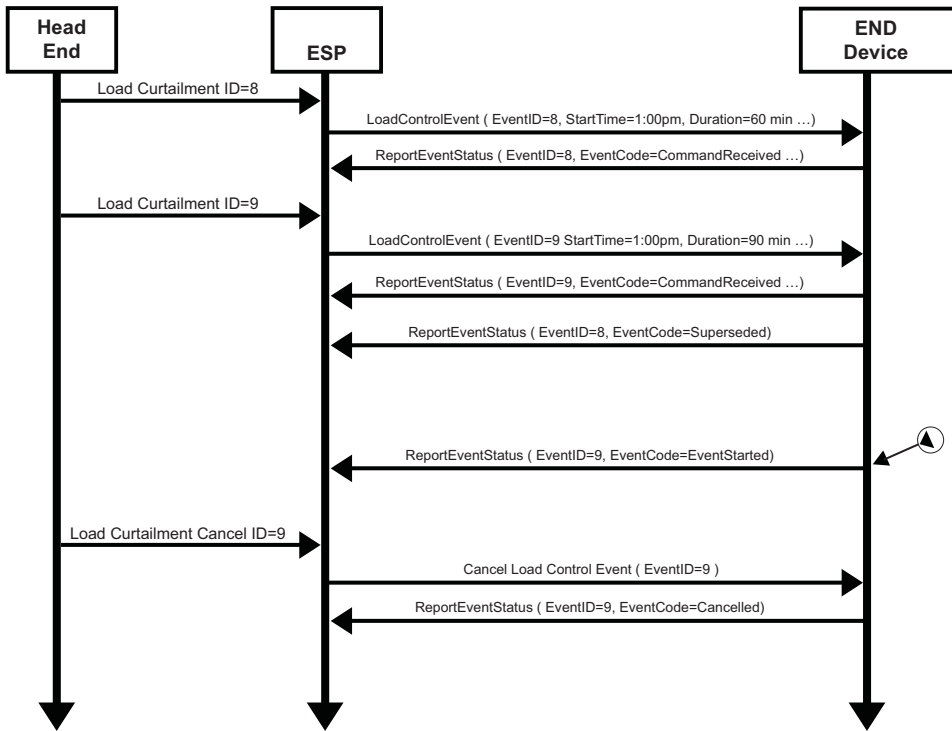 Head
End
ESP
END
Device
Load Curtailment ID=8
LoadControlEvent ( EventID=8, StartTime=1:00pm, Duration=60 min …)
ReportEventStatus ( EventID=8, EventCode=CommandReceived …)
Load Curtailment ID=9
LoadControlEvent ( EventID=9 StartTime=1:00pm, Duration=90 min …)
ReportEventStatus ( EventID=9, EventCode=CommandReceived …)
ReportEventStatus ( EventID=8, EventCode=Superseded)
ReportEventStatus ( EventID=9, EventCode=EventStarted)
Load Curtailment Cancel ID=9
Cancel Load Control Event ( EventID=9 )
ReportEventStatus ( EventID=9, EventCode=Cancelled)